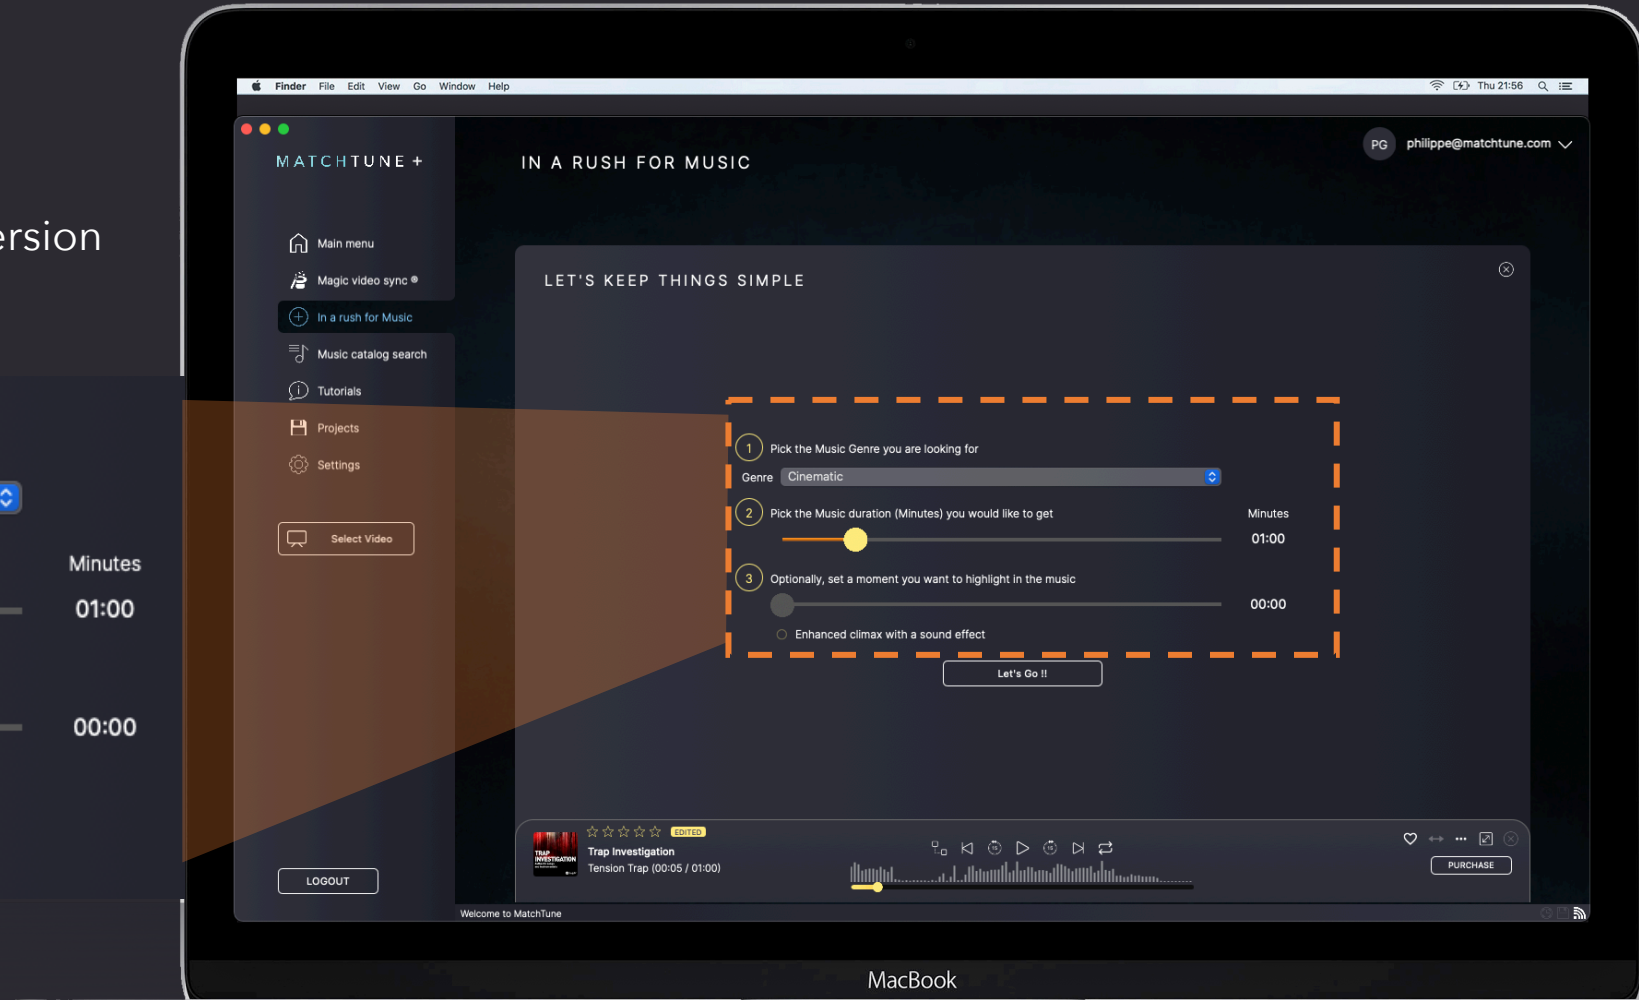 ersion
Minutes
01:00
00:00
Finder File Edit View Go Window Help
Thu 21:56
MATCHTUNE +
IN A RUSH FOR MUSIC
PG philippe@matchtune.com
Main menu
Magic video sync ®
In a rush for Music
Music catalog search
Tutorials
Projects
Settings
Select Video
LOGOUT
LET'S KEEP THINGS SIMPLE
1 Pick the Music Genre you are looking for
Genre Cinematic
2 Pick the Music duration (Minutes) you would like to get Minutes
01:00
3 Optionally, set a moment you want to highlight in the music
00:00
Enhanced climax with a sound effect
Let's Go !!
TRAP
INVESTIGATION
EDITED
Trap Investigation
Tension Trap (00:05 / 01:00)
15 15
PURCHASE
Welcome to MatchTune
MacBook